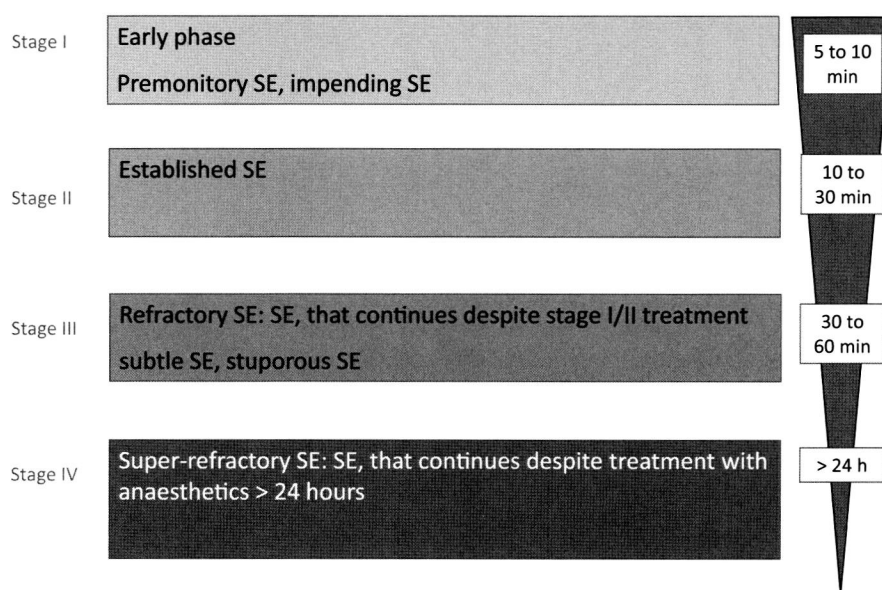 Stage I
Early phase
Premonitory SE, impending SE
5 to 10
min
Stage II
Established SE
10 to
30 min
Stage III
Refractory SE: SE, that continues despite stage I/II treatment
subtle SE, stuporous SE
30 to
60 min
Stage IV
Super-refractory SE: SE, that continues despite treatment with
anaesthetics > 24 hours
> 24 h